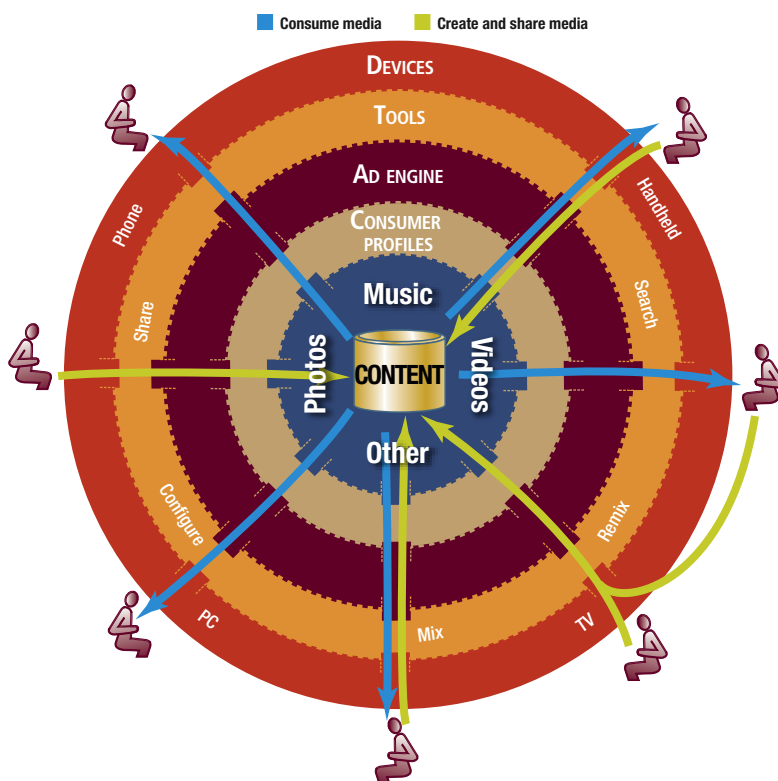 Consume media
Create and share media
DEVICES
TOOLS
AD ENGINE
CONSUMER
PROFILES
Phone
Handheld
Share
Search
Music
Photos
CONTENT
Videos
Other
Configure
Remix
PC
Mix
TV